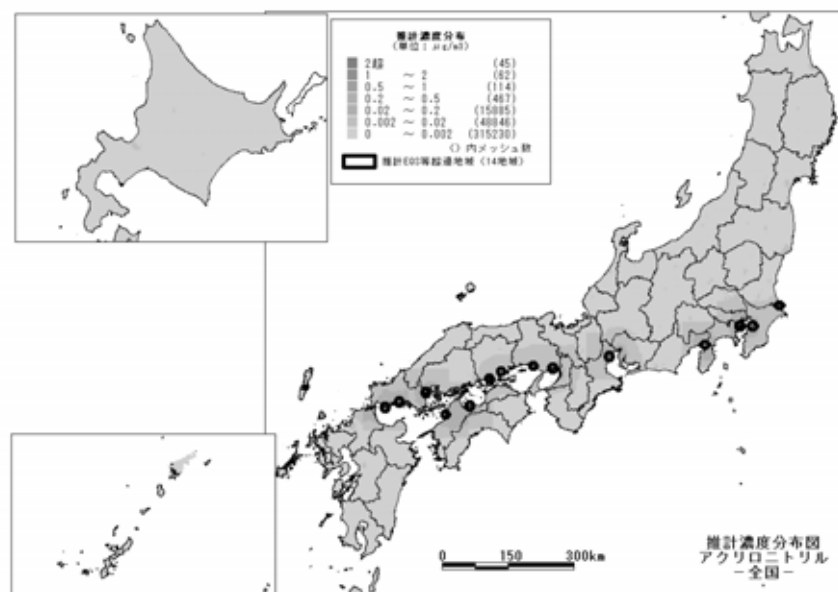 推計濃度分布
(単位:μg/m3)
2超 (45)
1 ～ 2 (62)
0.5 ～ 1 (114)
0.2 ～ 0.5 (467)
0.02 ～ 0.2 (15885)
0.002 ～ 0.02 (48846)
0 ～ 0.002 (315230)
()内メッシュ数
推計EQS等超過地域(14地域)
0 150 300km
推計濃度分布図
アクリロニトリル
－全国－